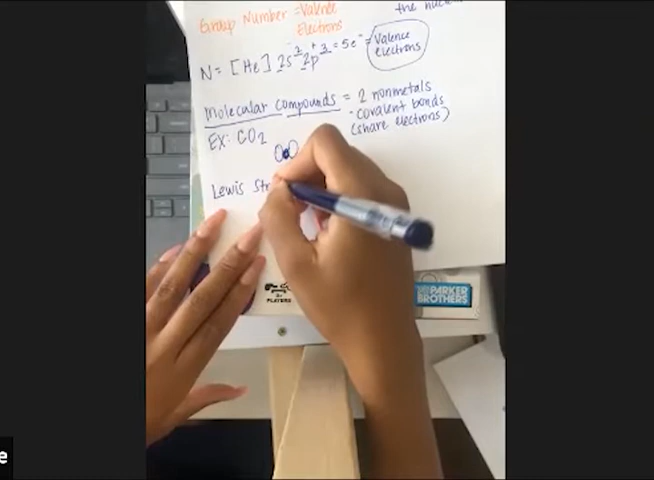 the nuc
Group Number = Valence
Electrons
N = [He] 2s² 2p³ = 5e⁻ = Valence
electrons
Molecular compounds = 2 nonmetals
- covalent bonds
(share electrons)
EX: CO₂
Lewis Str
PARKER
BROTHERS
PLAYERS
e